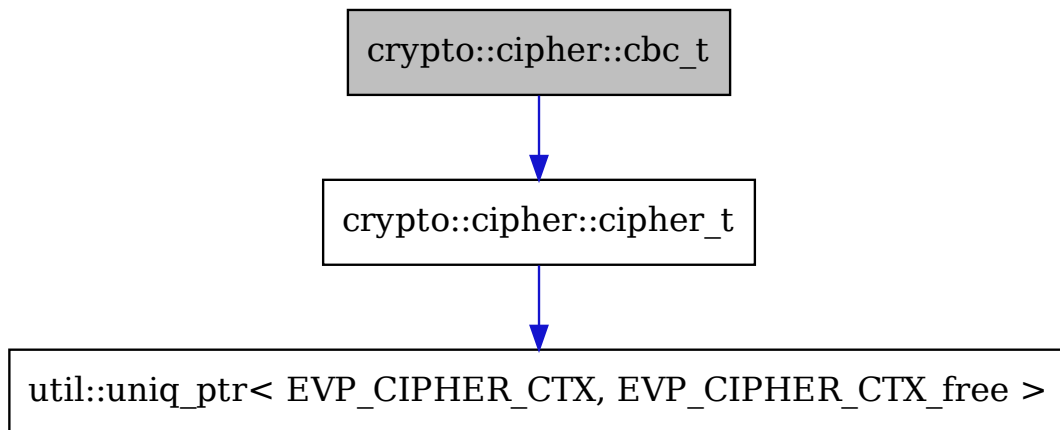 crypto::cipher::cbc_t
crypto::cipher::cipher_t
util::uniq_ptr< EVP_CIPHER_CTX, EVP_CIPHER_CTX_free >